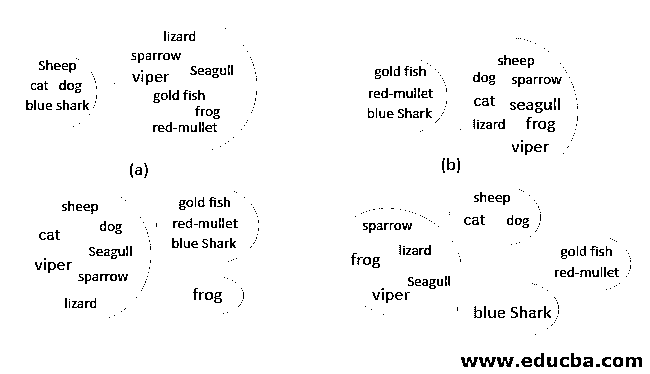 Sheep
cat dog
blue shark
lizard
sparrow
viper Seagull
gold fish
frog
red-mullet
(a)
gold fish
red-mullet
blue Shark
sheep
dog sparrow
cat seagull
lizard frog
viper
(b)
sheep
dog
cat
Seagull
viper
sparrow
lizard
gold fish
red-mullet
blue Shark
frog
sparrow
lizard
frog
Seagull
viper
sheep
cat dog
gold fish
red-mullet
blue Shark
www.educba.com